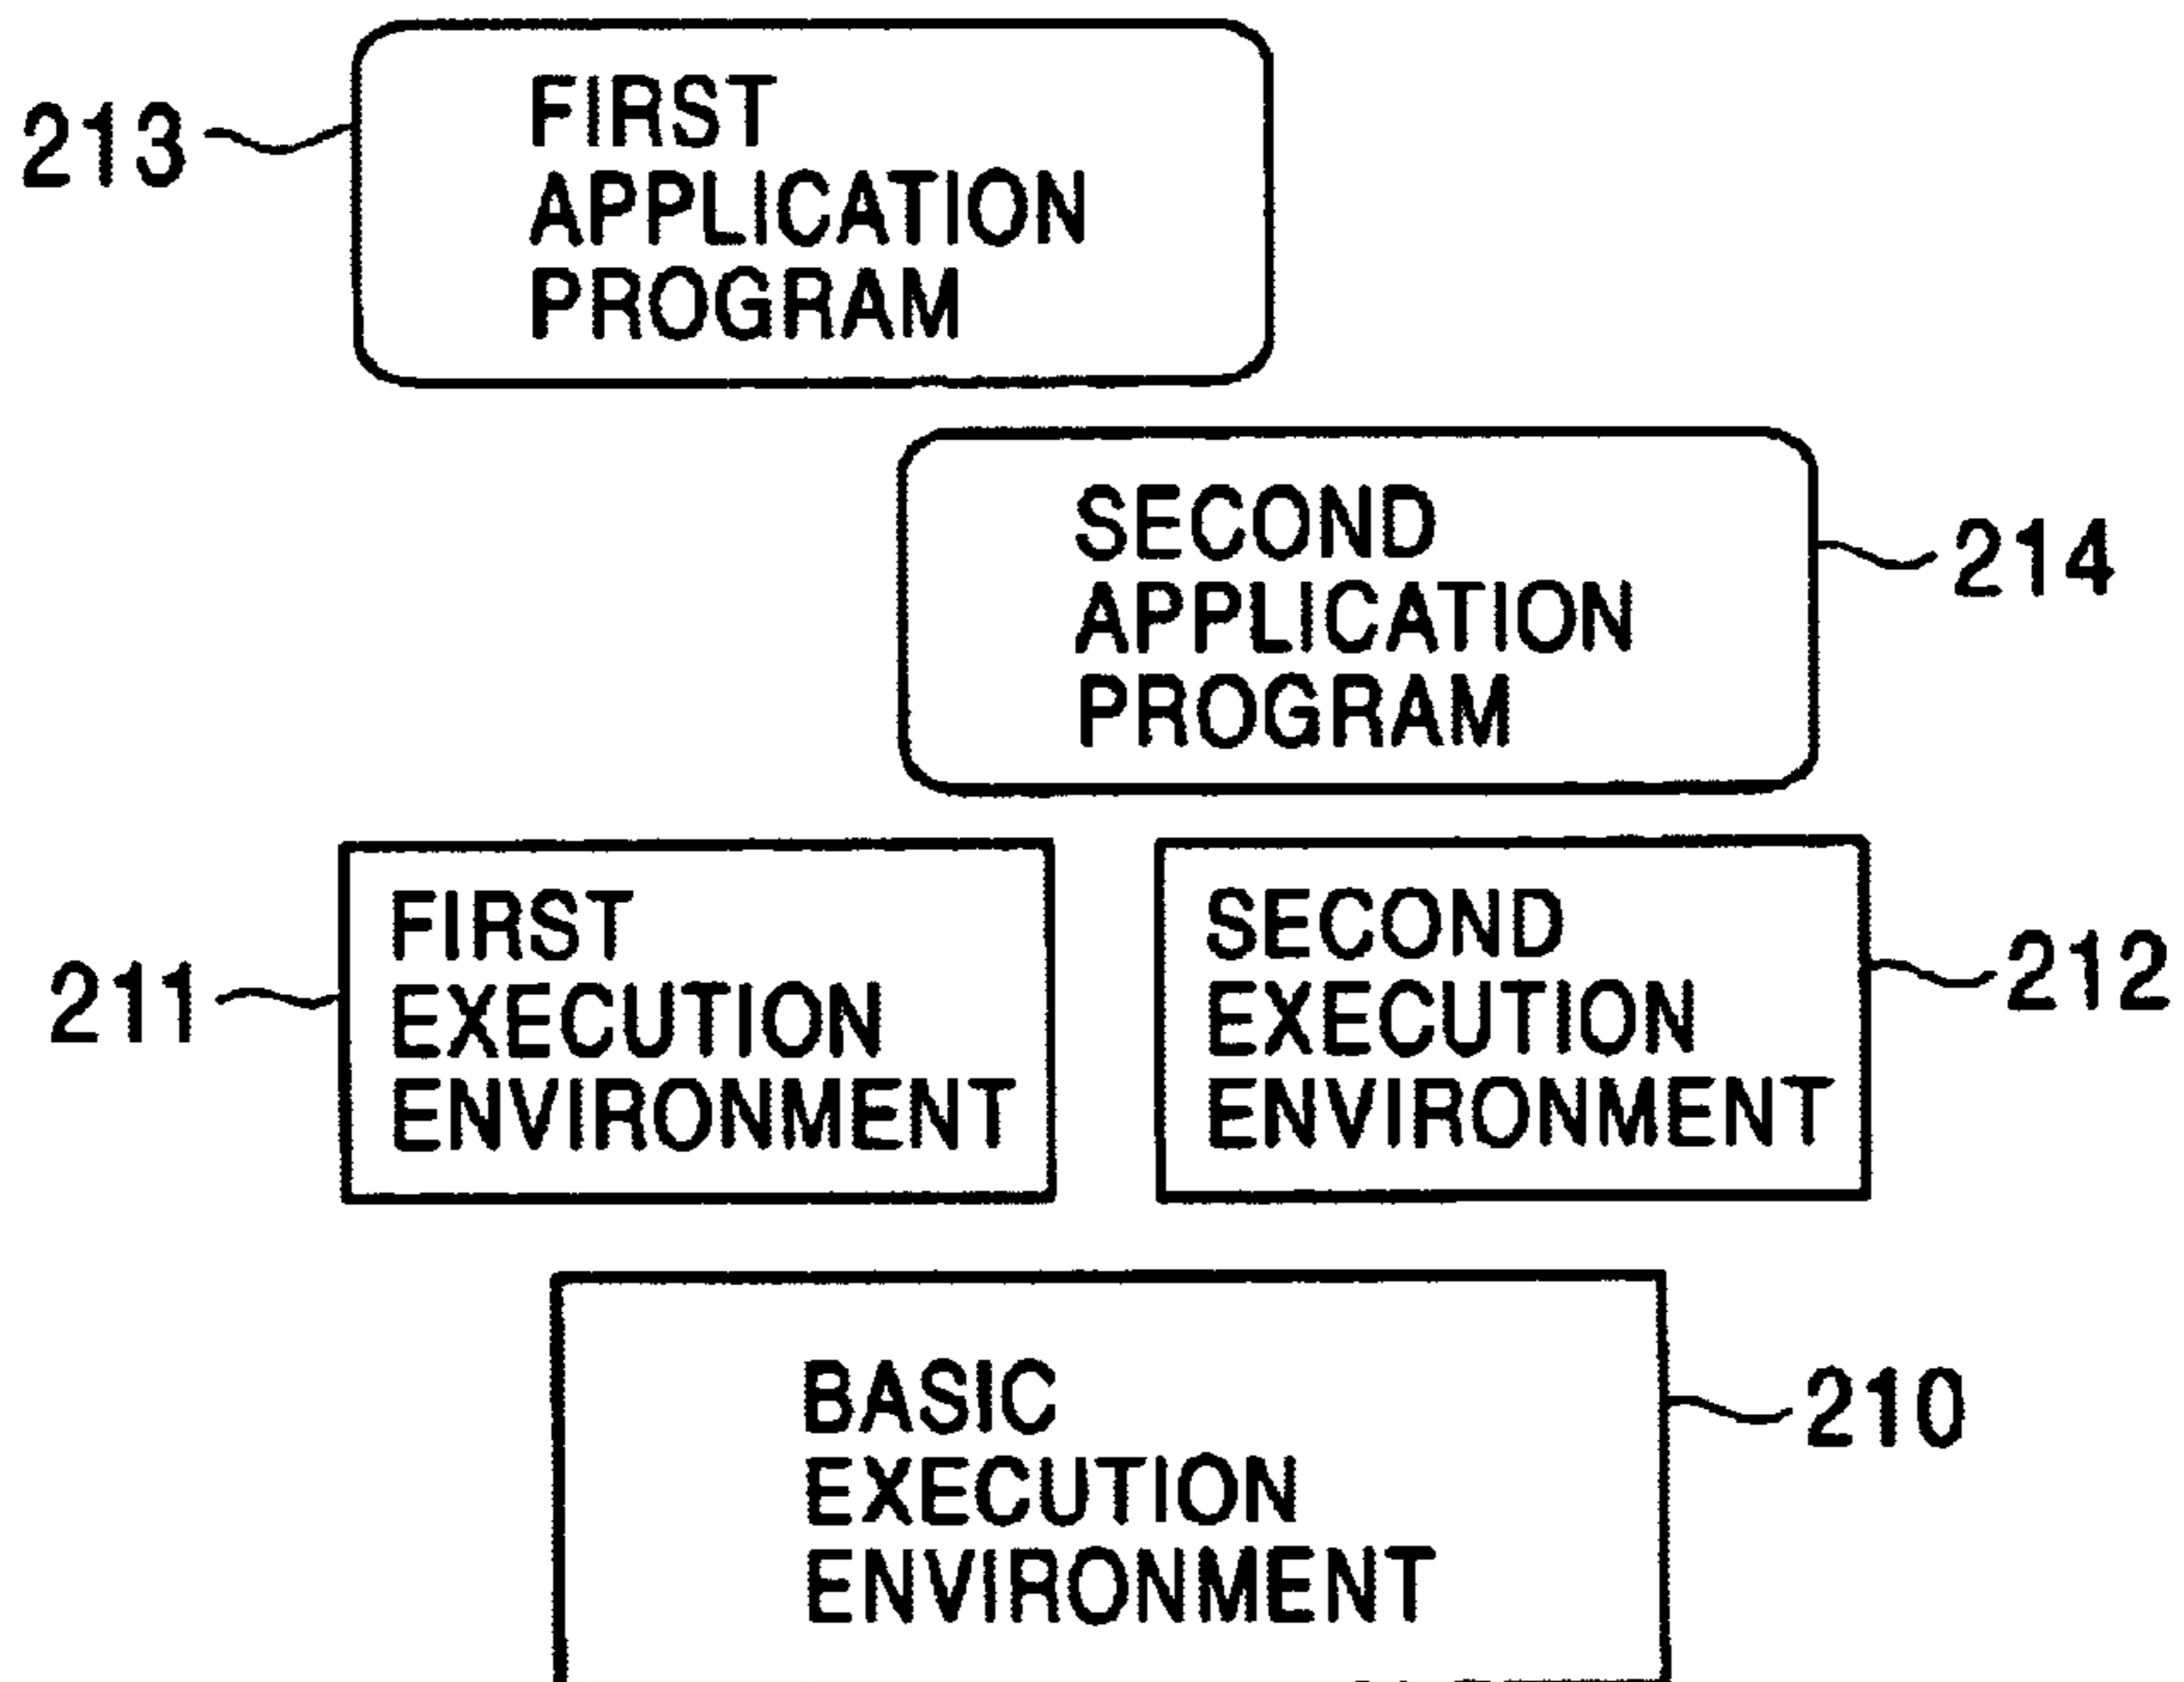 213
FIRST
APPLICATION
PROGRAM
SECOND
APPLICATION
PROGRAM
214
211
FIRST
EXECUTION
ENVIRONMENT
SECOND
EXECUTION
ENVIRONMENT
212
BASIC
EXECUTION
ENVIRONMENT
210